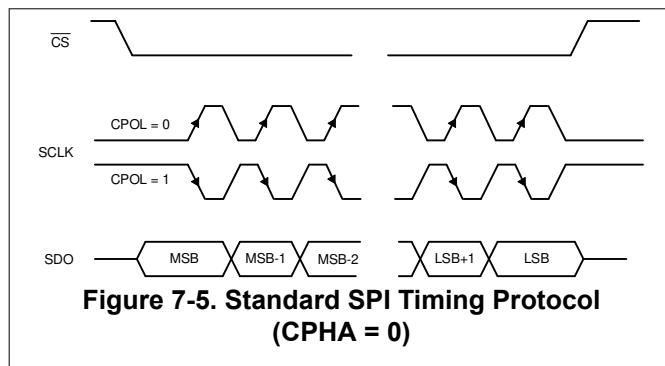 CS
CPOL = 0
SCLK
CPOL = 1
SDO
MSB MSB-1 MSB-2 LSB+1 LSB
Figure 7-5. Standard SPI Timing Protocol
(CPHA = 0)